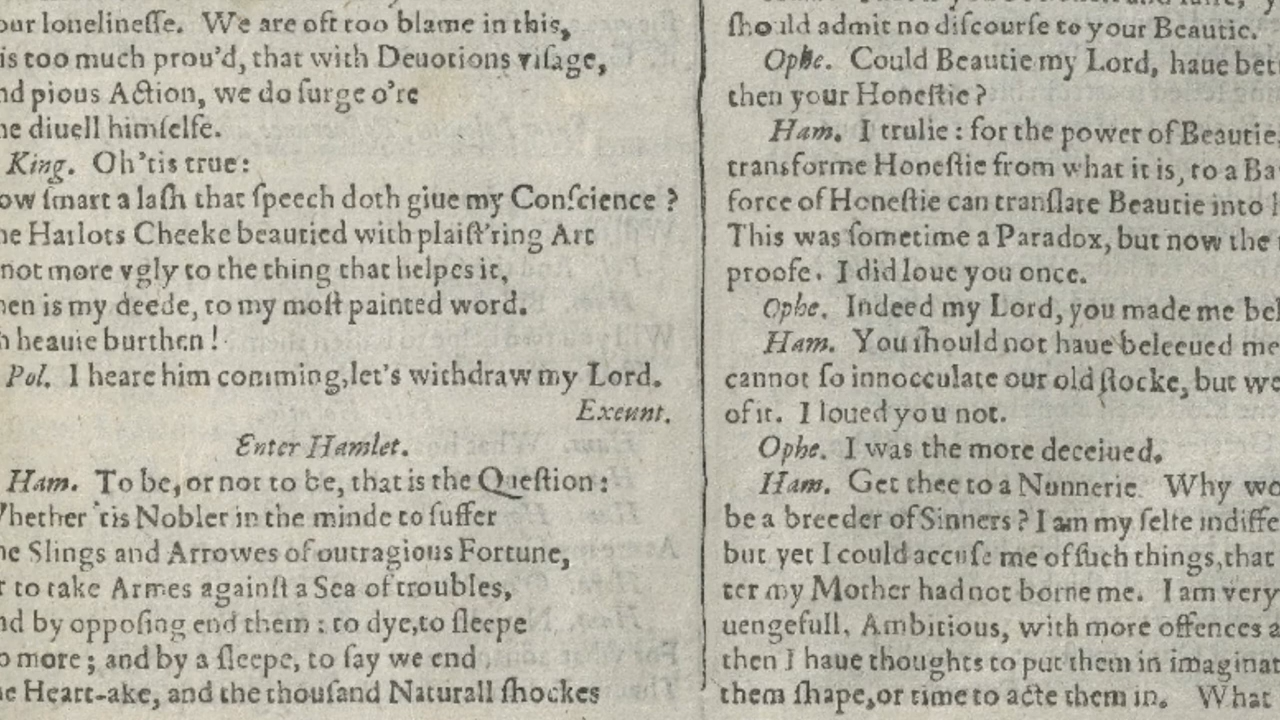 our lonelinesse. We are oft too blame in this,
is too much prou'd, that with Deuotions visage,
nd pious Action, we do surge o're
he diuell himselfe.
King. Oh 'tis true:
ow smart a lash that speech doth giue my Conscience ?
he Harlots Cheeke beautied with plaist'ring Art
not more vgly to the thing that helpes it,
hen is my deede, to my most painted word.
h heauie burthen !
Pol. I heare him comming, let's withdraw my Lord.
Exeunt.
Enter Hamlet.
Ham. To be, or not to be, that is the Question:
Whether 'tis Nobler in the minde to suffer
he Slings and Arrowes of outragious Fortune,
r to take Armes against a Sea of troubles,
nd by opposing end them : to dye, to sleepe
o more ; and by a sleepe, to say we end
he Heart-ake, and the thousand Naturall shockes
should admit no discourse to your Beautie.
Ophe. Could Beautie my Lord, haue bet
then your Honestie ?
Ham. I trulie : for the power of Beautie,
transforme Honestie from what it is, to a Ba
force of Honestie can translate Beautie into
This was sometime a Paradox, but now the
proofe. I did loue you once.
Ophe. Indeed my Lord, you made me bel
Ham. You should not haue beleeued me
cannot so innocculate our old stocke, but we
of it. I loued you not.
Ophe. I was the more deceiued.
Ham. Get thee to a Nunnerie. Why wo
be a breeder of Sinners ? I am my selfe indiffe
but yet I could accuse me of such things, that
ter my Mother had not borne me. I am very
uengefull, Ambitious, with more offences a
then I haue thoughts to put them in imaginat
them shape, or time to acte them in. What